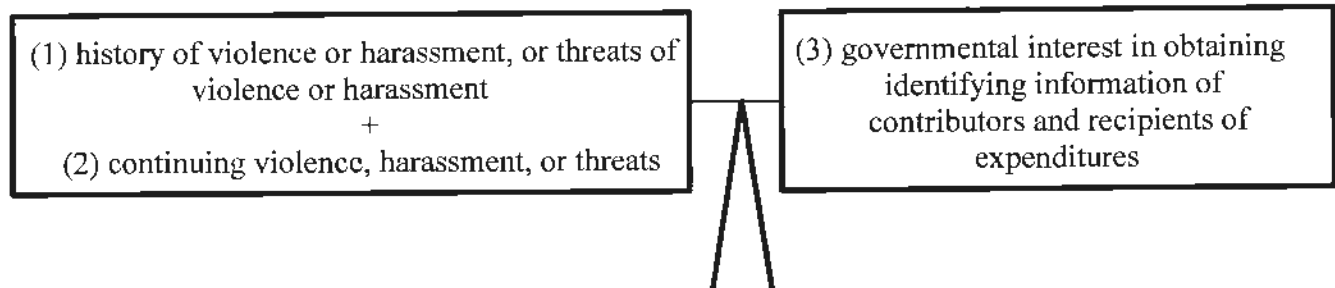 (1) history of violence or harassment, or threats of
violence or harassment
+
(2) continuing violence, harassment, or threats
(3) governmental interest in obtaining
identifying information of
contributors and recipients of
expenditures